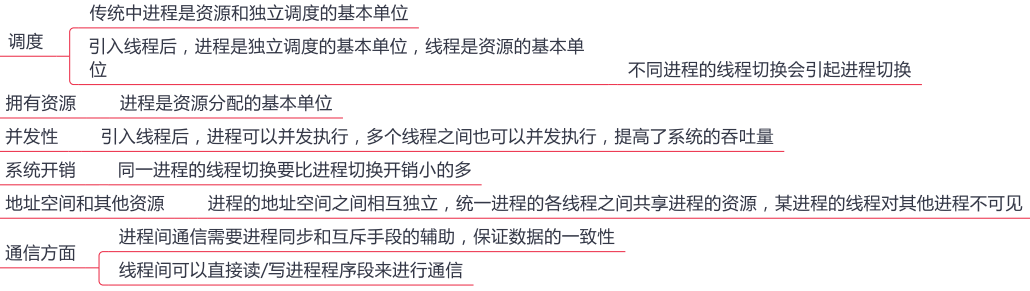 传统中进程是资源和独立调度的基本单位
调度
引入线程后，进程是独立调度的基本单位，线程是资源的基本单
位
不同进程的线程切换会引起进程切换
拥有资源 进程是资源分配的基本单位
并发性 引入线程后，进程可以并发执行，多个线程之间也可以并发执行，提高了系统的吞吐量
系统开销 同一进程的线程切换要比进程切换开销小的多
地址空间和其他资源 进程的地址空间之间相互独立，统一进程的各线程之间共享进程的资源，某进程的线程对其他进程不可见
通信方面
进程间通信需要进程同步和互斥手段的辅助，保证数据的一致性
线程间可以直接读/写进程程序段来进行通信